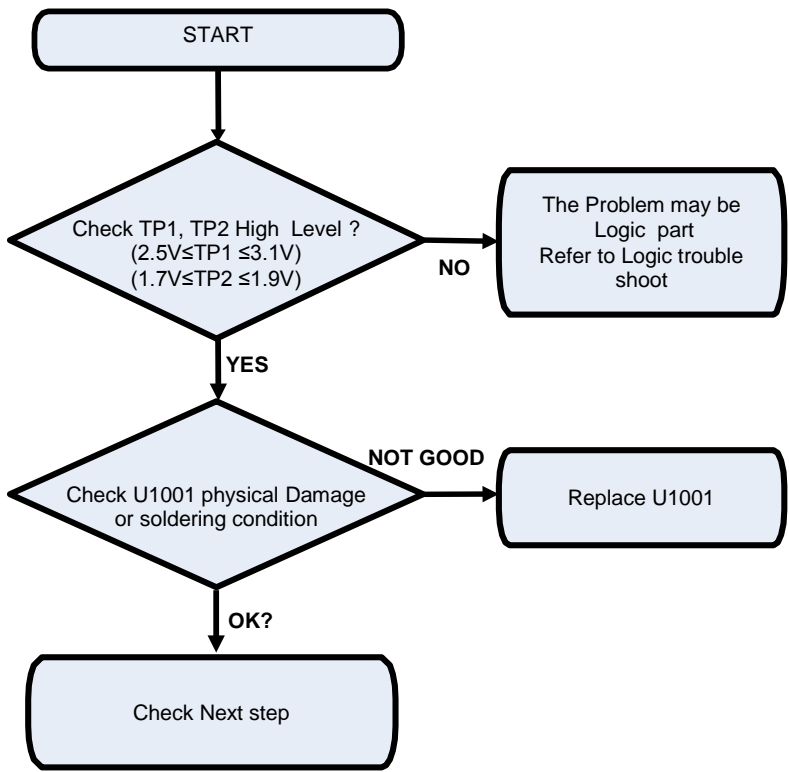 START
Check TP1, TP2 High Level ?
(2.5V≤TP1 ≤3.1V)
(1.7V≤TP2 ≤1.9V)
NO
The Problem may be
Logic part
Refer to Logic trouble
shoot
YES
Check U1001 physical Damage
or soldering condition
NOT GOOD
Replace U1001
OK?
Check Next step